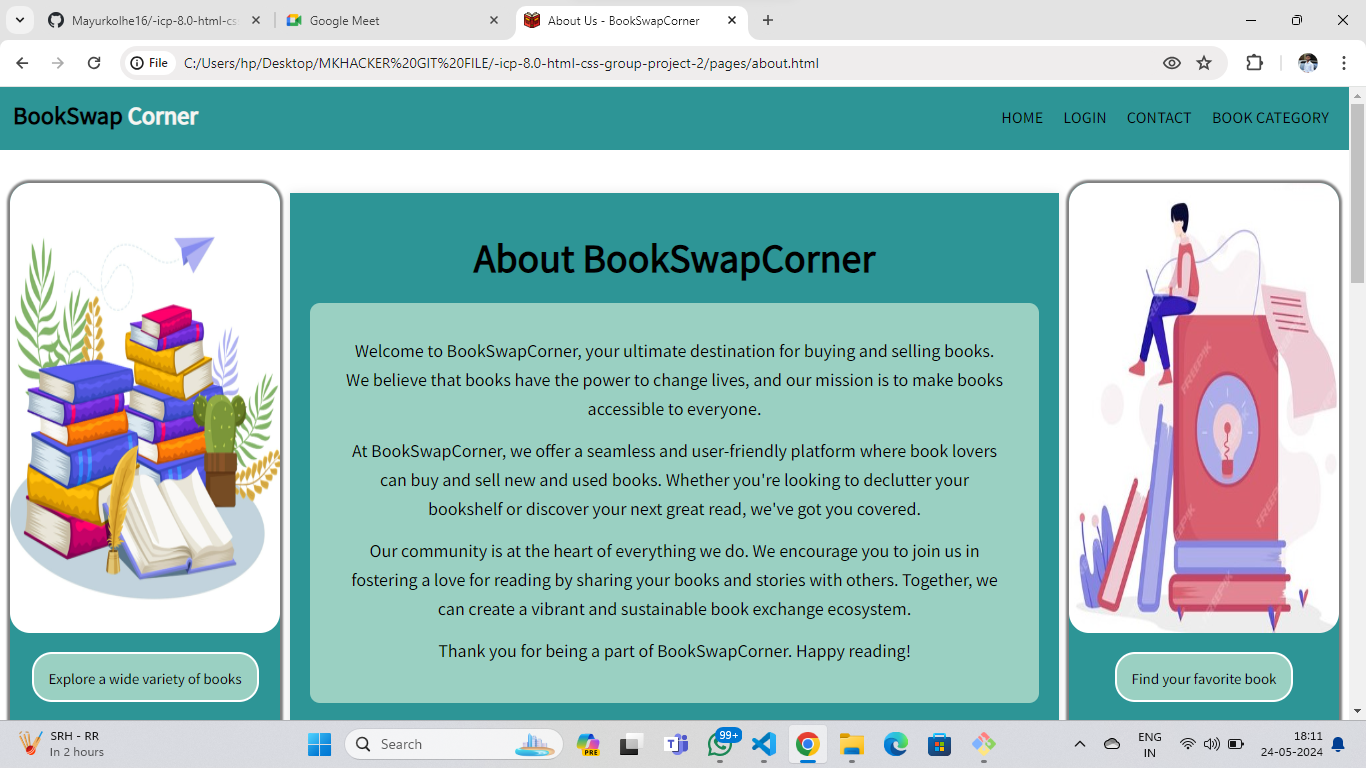 Mayurkolhe16/-icp-8.0-html-cs
Google Meet
About Us - BookSwapCorner
File
C:/Users/hp/Desktop/MKHACKER%20GIT%20FILE/-icp-8.0-html-css-group-project-2/pages/about.html
BookSwap Corner
HOME
LOGIN
CONTACT
BOOK CATEGORY
About BookSwapCorner
Welcome to BookSwapCorner, your ultimate destination for buying and selling books.
We believe that books have the power to change lives, and our mission is to make books
accessible to everyone.
At BookSwapCorner, we offer a seamless and user-friendly platform where book lovers
can buy and sell new and used books. Whether you're looking to declutter your
bookshelf or discover your next great read, we've got you covered.
Our community is at the heart of everything we do. We encourage you to join us in
fostering a love for reading by sharing your books and stories with others. Together, we
can create a vibrant and sustainable book exchange ecosystem.
Thank you for being a part of BookSwapCorner. Happy reading!
Explore a wide variety of books
FREEPIK
FREEPIK
FREEPIK
FREEPIK
Find your favorite book
SRH - RR
In 2 hours
Search
PRE
99+
ENG
IN
18:11
24-05-2024